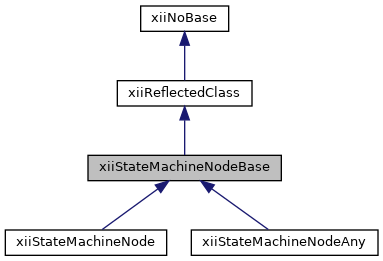 xiiNoBase
xiiReflectedClass
xiiStateMachineNodeBase
xiiStateMachineNode
xiiStateMachineNodeAny